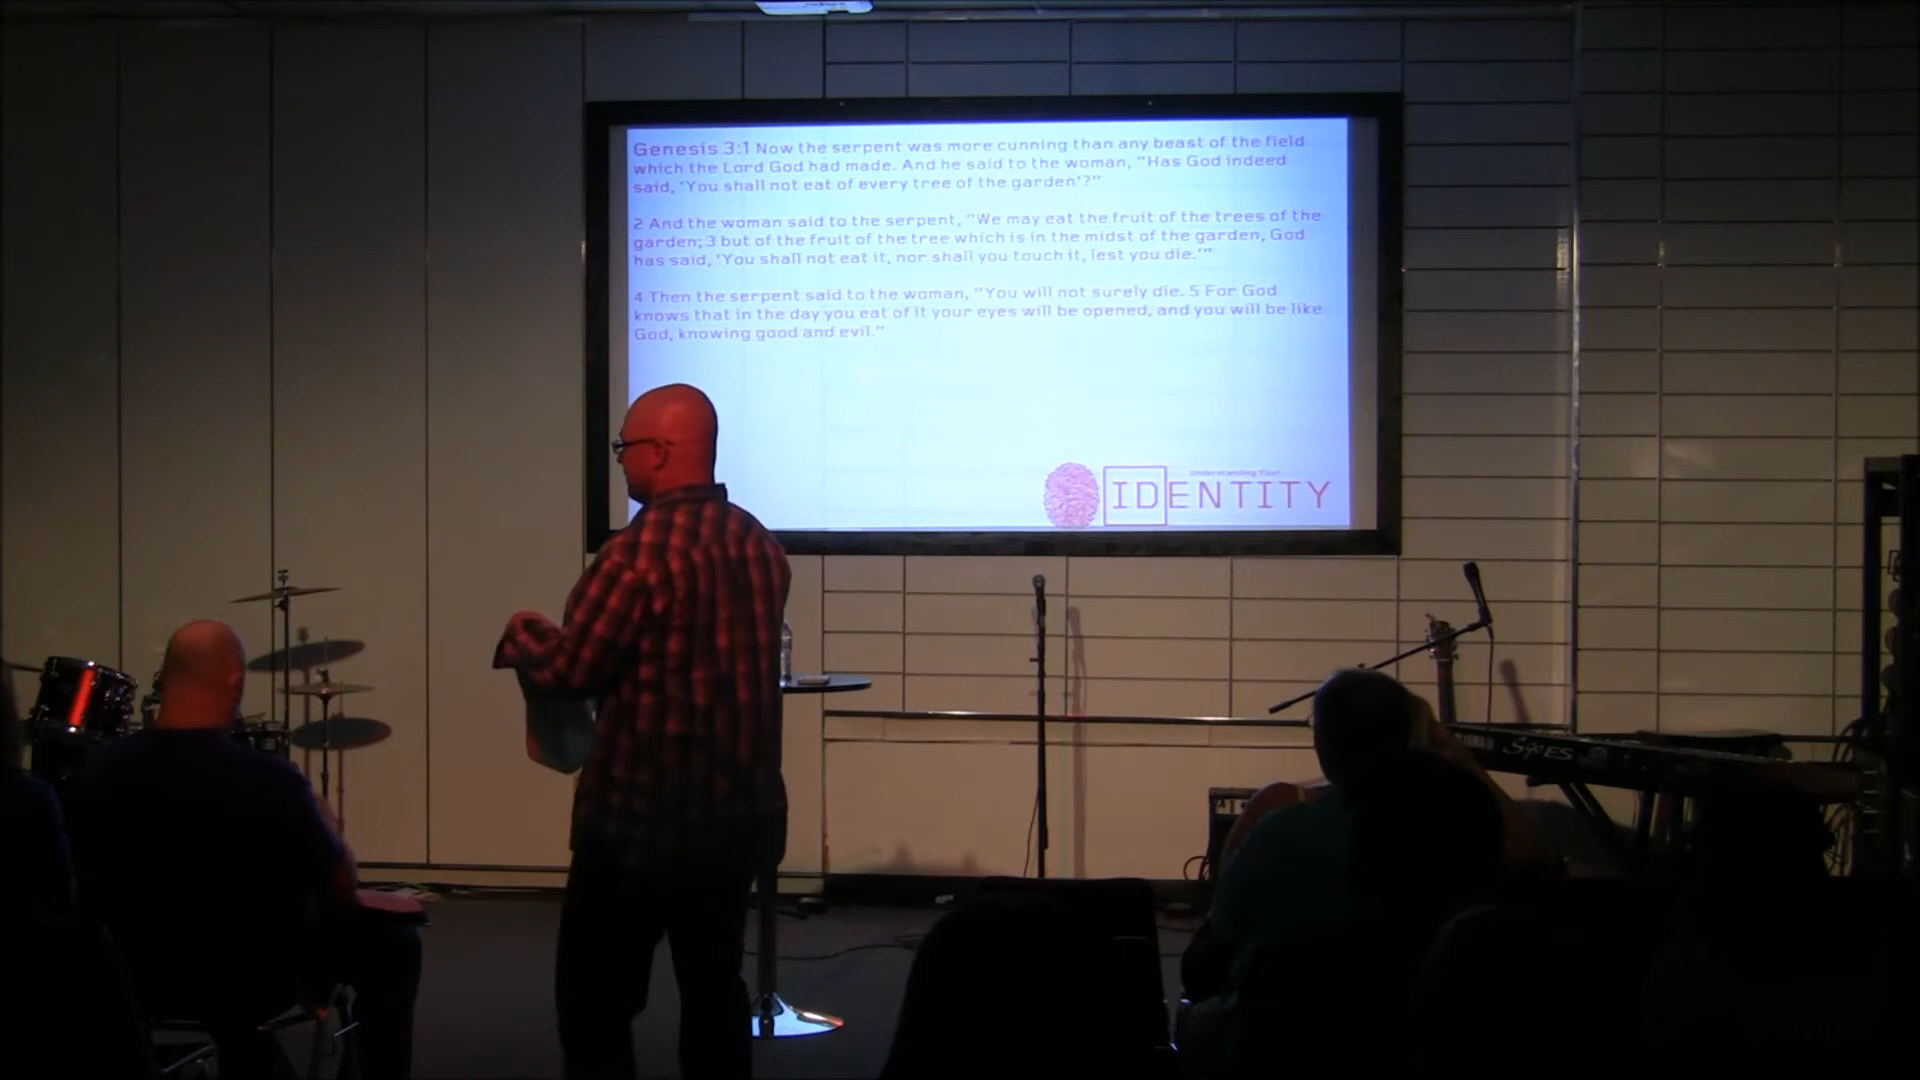 Genesis 3:1 Now the serpent was more cunning than any beast of the field
which the Lord God had made. And he said to the woman, "Has God indeed
said, 'You shall not eat of every tree of the garden'?"
2 And the woman said to the serpent, "We may eat the fruit of the trees of the
garden; 3 but of the fruit of the tree which is in the midst of the garden, God
has said, 'You shall not eat it, nor shall you touch it, lest you die.'"
4 Then the serpent said to the woman, "You will not surely die. 5 For God
knows that in the day you eat of it your eyes will be opened, and you will be like
God, knowing good and evil."
Understanding Your
IDENTITY
YAMAHA S90ES